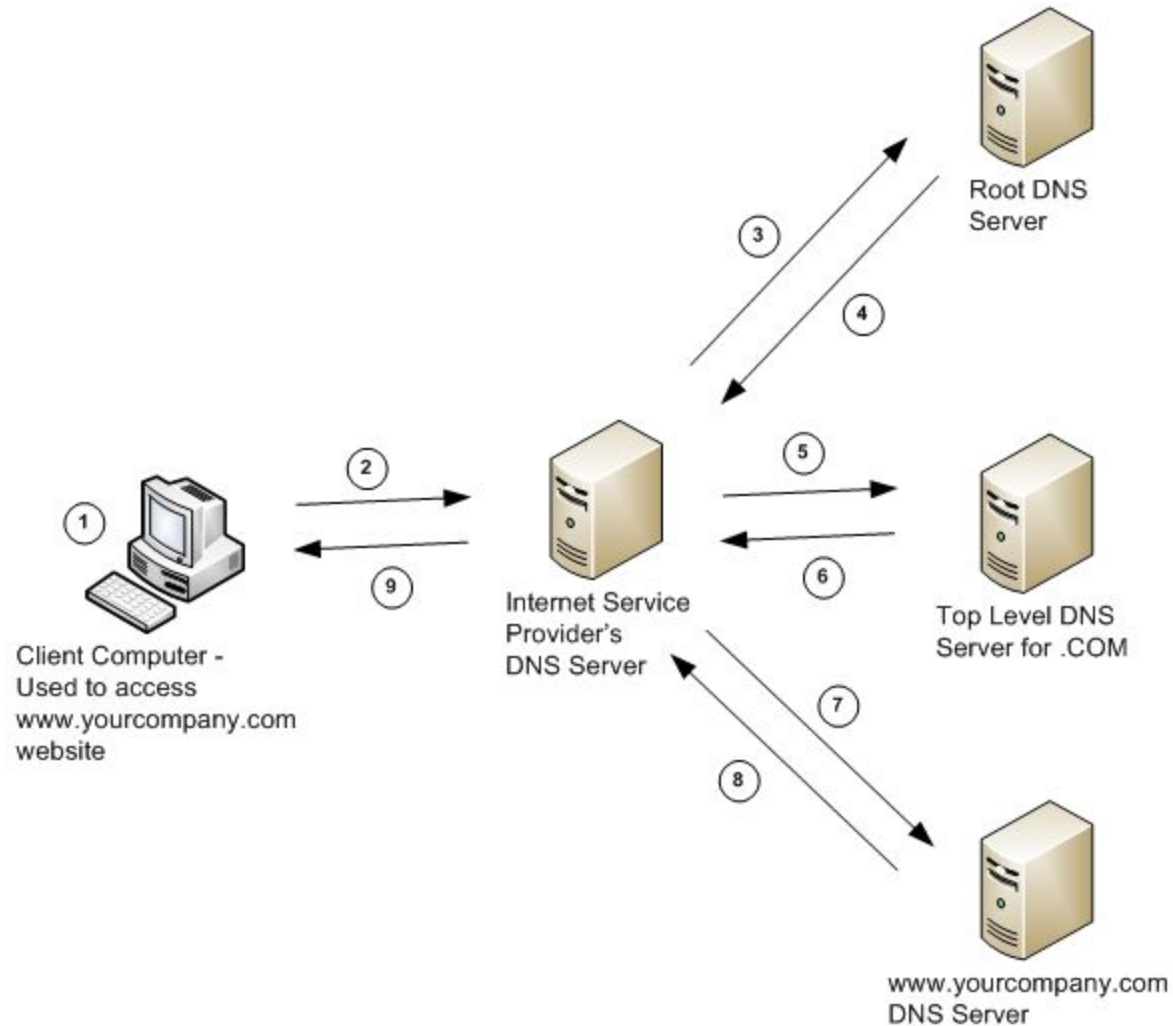 Root DNS
Server
3
4
2
5
1
9
6
Internet Service
Provider's
DNS Server
Top Level DNS
Server for .COM
Client Computer -
Used to access
www.yourcompany.com
website
7
8
www.yourcompany.com
DNS Server